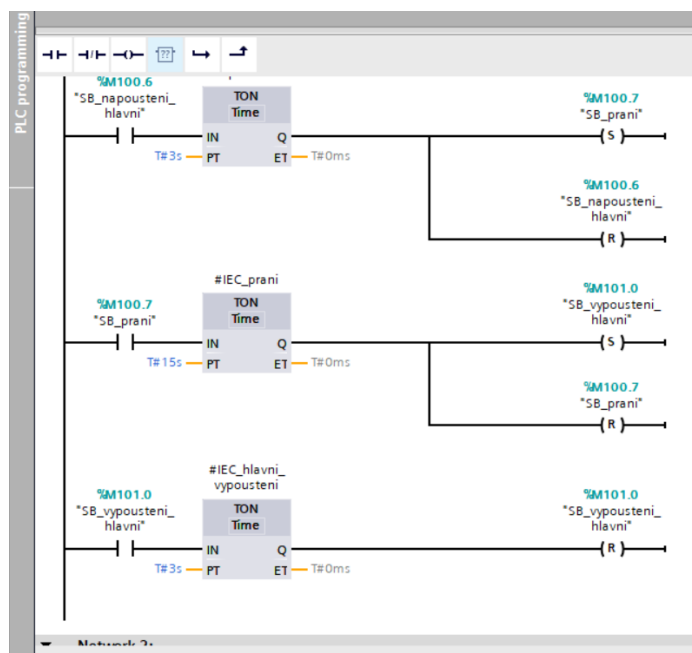 PLC programming
??
%M100.6
"SB_napousteni_
hlavni"
TON
Time
IN
Q
T#3s
PT
ET
T#0ms
%M100.7
"SB_prani"
S
%M100.6
"SB_napousteni_
hlavni"
R
#IEC_prani
%M100.7
"SB_prani"
TON
Time
IN
Q
T#15s
PT
ET
T#0ms
%M101.0
"SB_vypousteni_
hlavni"
S
%M100.7
"SB_prani"
R
#IEC_hlavni_
vypousteni
%M101.0
"SB_vypousteni_
hlavni"
TON
Time
IN
Q
T#3s
PT
ET
T#0ms
%M101.0
"SB_vypousteni_
hlavni"
R
Network 2: